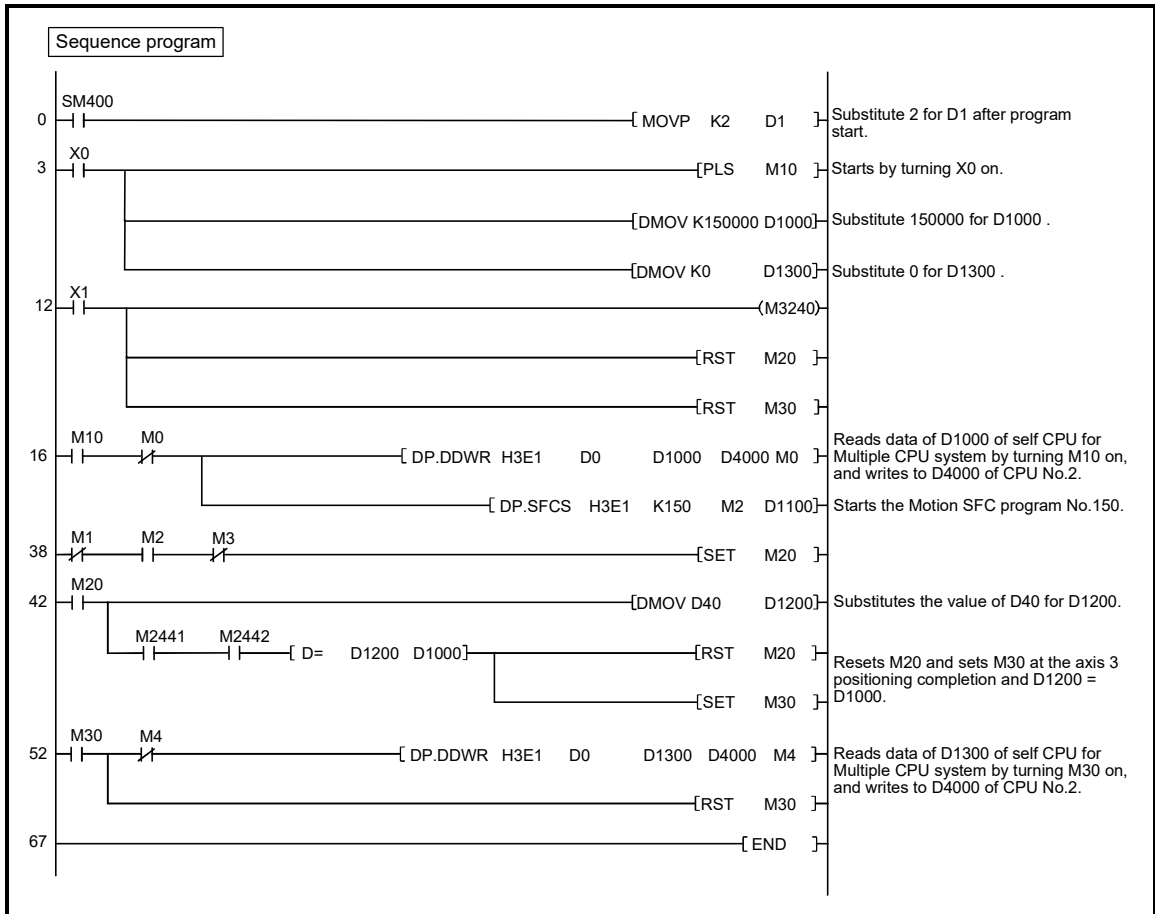 Sequence program
SM400
0 [ MOVP K2 D1 ] Substitute 2 for D1 after program
start.
X0
3 [PLS M10 ] Starts by turning X0 on.
[DMOV K150000 D1000] Substitute 150000 for D1000 .
[DMOV K0 D1300] Substitute 0 for D1300 .
X1
12 (M3240)
[RST M20 ]
[RST M30 ]
M10 M0
16 [ DP.DDWR H3E1 D0 D1000 D4000 M0 ] Reads data of D1000 of self CPU for
Multiple CPU system by turning M10 on,
and writes to D4000 of CPU No.2.
[ DP.SFCS H3E1 K150 M2 D1100] Starts the Motion SFC program No.150.
M1 M2 M3
38 [SET M20 ]
M20
42 [DMOV D40 D1200] Substitutes the value of D40 for D1200.
M2441 M2442
[ D= D1200 D1000] [RST M20 ]
Resets M20 and sets M30 at the axis 3
positioning completion and D1200 =
D1000.
[SET M30 ]
M30 M4
52 [ DP.DDWR H3E1 D0 D1300 D4000 M4 ] Reads data of D1300 of self CPU for
Multiple CPU system by turning M30 on,
and writes to D4000 of CPU No.2.
[RST M30 ]
67 [ END ]